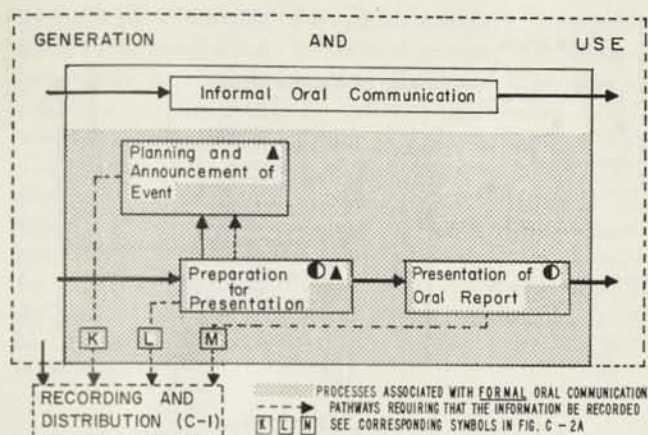 GENERATION AND USE
Informal Oral Communication
Planning and
Announcement of
Event
Preparation
for
Presentation
Presentation of
Oral Report
K L M
RECORDING AND
DISTRIBUTION (C-1)
PROCESSES ASSOCIATED WITH FORMAL ORAL COMMUNICATION
PATHWAYS REQUIRING THAT THE INFORMATION BE RECORDED
K L M SEE CORRESPONDING SYMBOLS IN FIG. C-2A